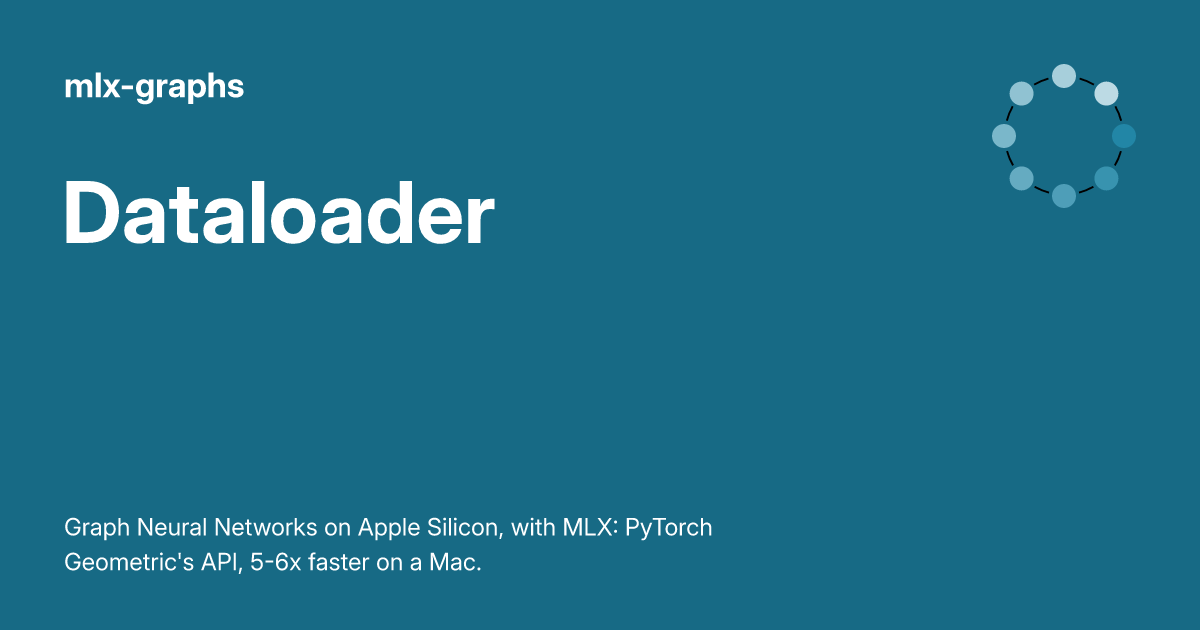 mlx-graphs
Dataloader
Graph Neural Networks on Apple Silicon, with MLX: PyTorch
Geometric's API, 5-6x faster on a Mac.